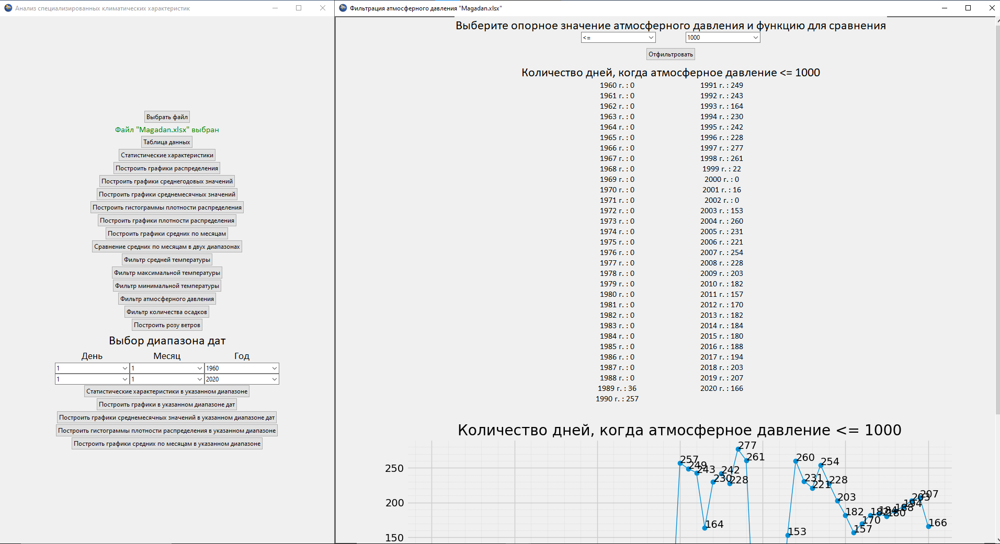 Анализ специализированных климатических характеристик
Выбрать файл
Файл "Magadan.xlsx" выбран
Таблица данных
Статистические характеристики
Построить графики распределения
Построить графики среднегодовых значений
Построить графики среднемесячных значений
Построить гистограммы плотности распределения
Построить графики плотности распределения
Построить графики средних по месяцам
Сравнение средних по месяцам в двух диапазонах
Фильтр средней температуры
Фильтр максимальной температуры
Фильтр минимальной температуры
Фильтр атмосферного давления
Фильтр количества осадков
Построить розу ветров
Выбор диапазона дат
День Месяц Год
1 1 1960
1 1 2020
Статистические характеристики в указанном диапазоне
Построить графики в указанном диапазоне дат
Построить графики среднемесячных значений в указанном диапазоне дат
Построить гистограммы плотности распределения в указанном диапазоне
Построить графики средних по месяцам в указанном диапазоне
Фильтрация атмосферного давления "Magadan.xlsx"
Выберите опорное значение атмосферного давления и функцию для сравнения
<= 1000
Отфильтровать
Количество дней, когда атмосферное давление <= 1000
1960 г. : 0 1991 г. : 249
1961 г. : 0 1992 г. : 243
1962 г. : 0 1993 г. : 164
1963 г. : 0 1994 г. : 230
1964 г. : 0 1995 г. : 242
1965 г. : 0 1996 г. : 228
1966 г. : 0 1997 г. : 277
1967 г. : 0 1998 г. : 261
1968 г. : 0 1999 г. : 22
1969 г. : 0 2000 г. : 0
1970 г. : 0 2001 г. : 16
1971 г. : 0 2002 г. : 0
1972 г. : 0 2003 г. : 153
1973 г. : 0 2004 г. : 260
1974 г. : 0 2005 г. : 231
1975 г. : 0 2006 г. : 221
1976 г. : 0 2007 г. : 254
1977 г. : 0 2008 г. : 228
1978 г. : 0 2009 г. : 203
1979 г. : 0 2010 г. : 182
1980 г. : 0 2011 г. : 157
1981 г. : 0 2012 г. : 170
1982 г. : 0 2013 г. : 182
1983 г. : 0 2014 г. : 184
1984 г. : 0 2015 г. : 180
1985 г. : 0 2016 г. : 188
1986 г. : 0 2017 г. : 194
1987 г. : 0 2018 г. : 203
1988 г. : 0 2019 г. : 207
1989 г. : 36 2020 г. : 166
1990 г. : 257
Количество дней, когда атмосферное давление <= 1000
250
200
150
257 249 243 164 230 242 228 277 261
153 260 231 221 254 228 203 182 157 170 182 184 180 188 194 203 207 166